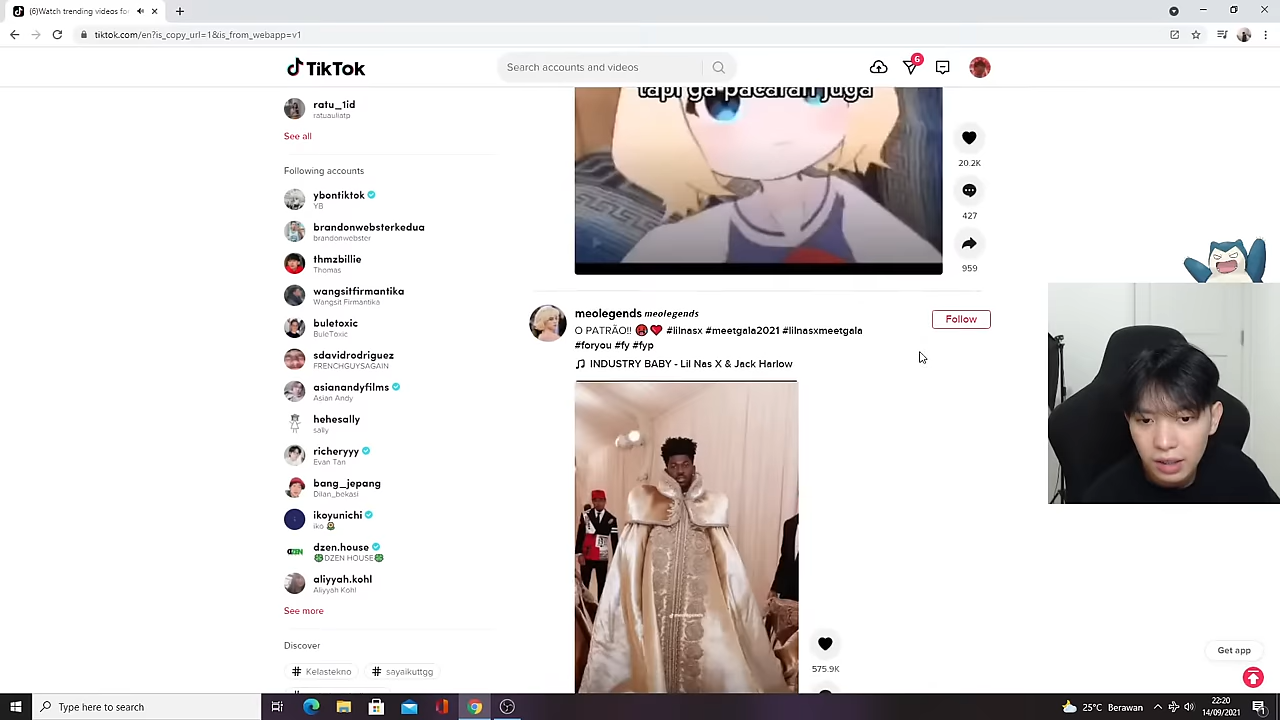 (6)Watch trending videos for
tiktok.com/en?is_copy_url=1&is_from_webapp=v1
TikTok
Search accounts and videos
6
ratu_1id
ratuauliatp
See all
Following accounts
ybontiktok
YB
brandonwebsterkedua
brandonwebster
thmzbillie
Thomas
wangsitfirmantika
Wangsit Firmantika
buletoxic
BuleToxic
sdavidrodriguez
FRENCHGUYSAGAIN
asianandyfilms
Asian Andy
hehesally
sally
richeryyy
Evan Tan
bang_jepang
Dilan_bekasi
ikoyunichi
iko
dzen.house
DZEN HOUSE
aliyyah.kohl
Aliyyah Kohl
See more
Discover
# Kelastekno
# sayaikuttgg
tapi ga pacaran juga
20.2K
427
959
meolegends meolegends
Follow
O PATRÃO!! #lilnasx #meetgala2021 #lilnasxmeetgala
#foryou #fy #fyp
INDUSTRY BABY - Lil Nas X & Jack Harlow
575.9K
Get app
Type here to search
25°C Berawan
22:20
14/09/2021